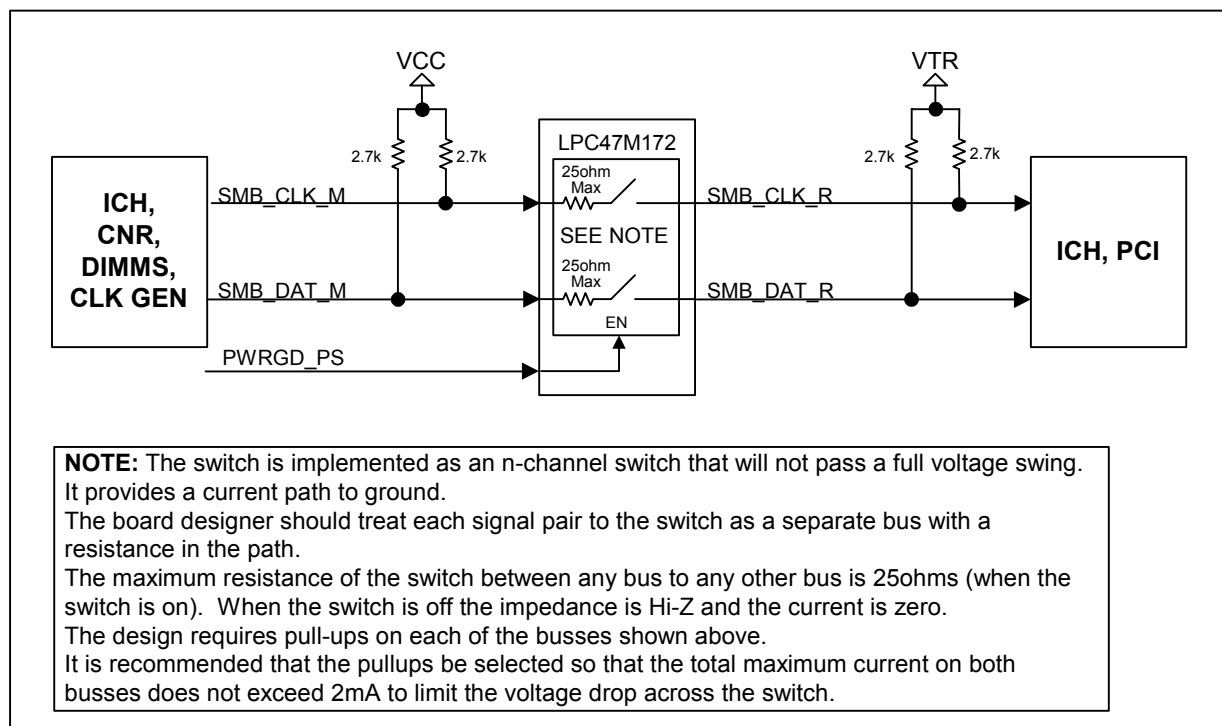 VCC
VTR
LPC47M172
2.7k
2.7k
2.7k
2.7k
25ohm
Max
ICH,
CNR,
DIMMS,
CLK GEN
SMB_CLK_M
SMB_CLK_R
SEE NOTE
ICH, PCI
25ohm
Max
SMB_DAT_M
SMB_DAT_R
EN
PWRGD_PS
NOTE: The switch is implemented as an n-channel switch that will not pass a full voltage swing.
It provides a current path to ground.
The board designer should treat each signal pair to the switch as a separate bus with a
resistance in the path.
The maximum resistance of the switch between any bus to any other bus is 25ohms (when the
switch is on). When the switch is off the impedance is Hi-Z and the current is zero.
The design requires pull-ups on each of the busses shown above.
It is recommended that the pullups be selected so that the total maximum current on both
busses does not exceed 2mA to limit the voltage drop across the switch.